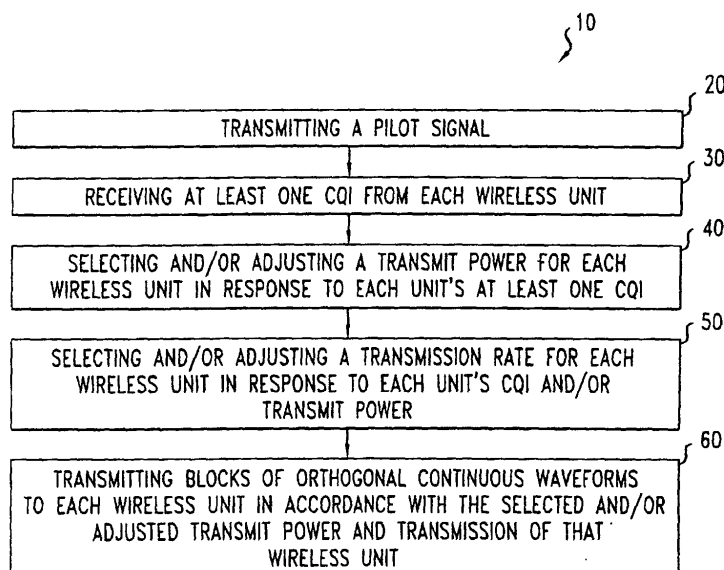 10
20
TRANSMITTING A PILOT SIGNAL
30
RECEIVING AT LEAST ONE CQI FROM EACH WIRELESS UNIT
40
SELECTING AND/OR ADJUSTING A TRANSMIT POWER FOR EACH
WIRELESS UNIT IN RESPONSE TO EACH UNIT'S AT LEAST ONE CQI
50
SELECTING AND/OR ADJUSTING A TRANSMISSION RATE FOR EACH
WIRELESS UNIT IN RESPONSE TO EACH UNIT'S CQI AND/OR
TRANSMIT POWER
60
TRANSMITTING BLOCKS OF ORTHOGONAL CONTINUOUS WAVEFORMS
TO EACH WIRELESS UNIT IN ACCORDANCE WITH THE SELECTED AND/OR
ADJUSTED TRANSMIT POWER AND TRANSMISSION OF THAT
WIRELESS UNIT